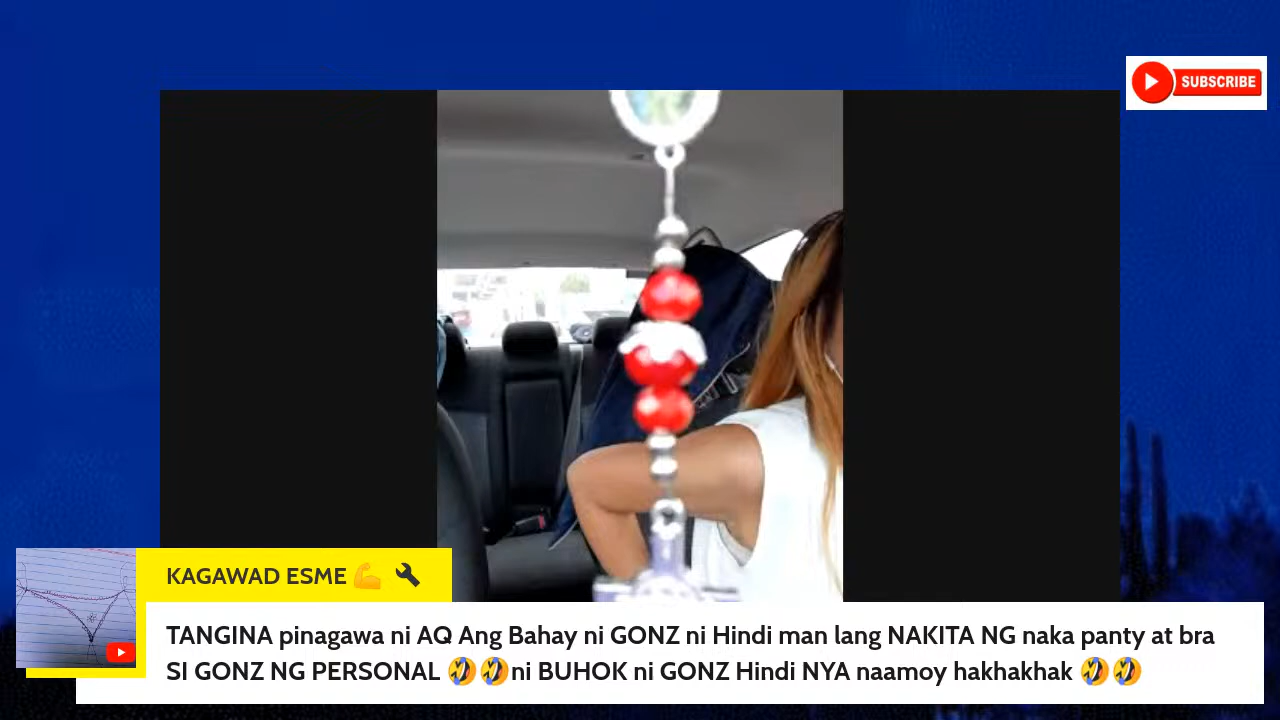 SUBSCRIBE
KAGAWAD ESME 💪 🔧
TANGINA pinagawa ni AQ Ang Bahay ni GONZ ni Hindi man lang NAKITA NG naka panty at bra
SI GONZ NG PERSONAL 🤣🤣ni BUHOK ni GONZ Hindi NYA naamoy hakhakhak 🤣🤣